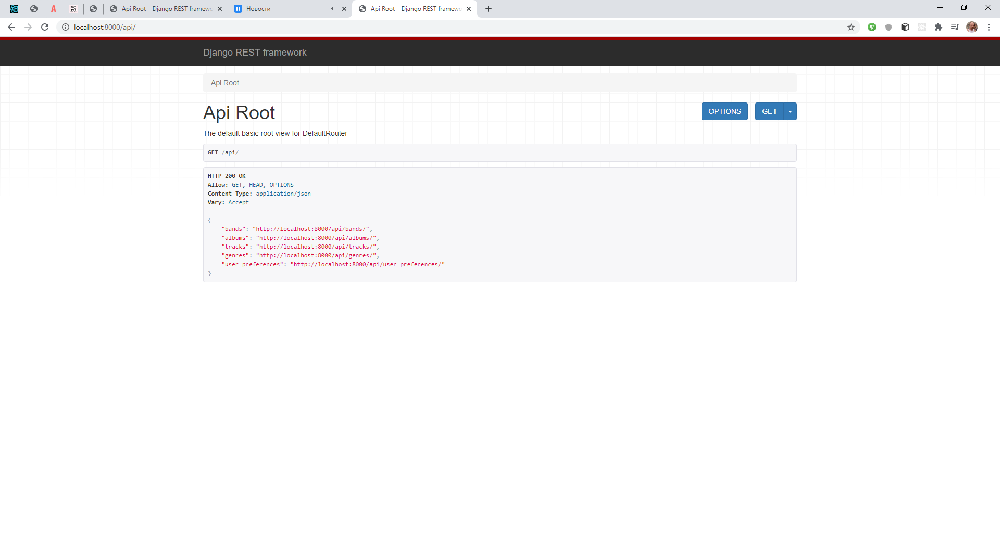 Api Root – Django REST framewo
Новости
Api Root – Django REST framewo
localhost:8000/api/
Django REST framework
Api Root
Api Root
OPTIONS
GET
The default basic root view for DefaultRouter
GET /api/
HTTP 200 OK
Allow: GET, HEAD, OPTIONS
Content-Type: application/json
Vary: Accept
{
"bands": "http://localhost:8000/api/bands/",
"albums": "http://localhost:8000/api/albums/",
"tracks": "http://localhost:8000/api/tracks/",
"genres": "http://localhost:8000/api/genres/",
"user_preferences": "http://localhost:8000/api/user_preferences/"
}